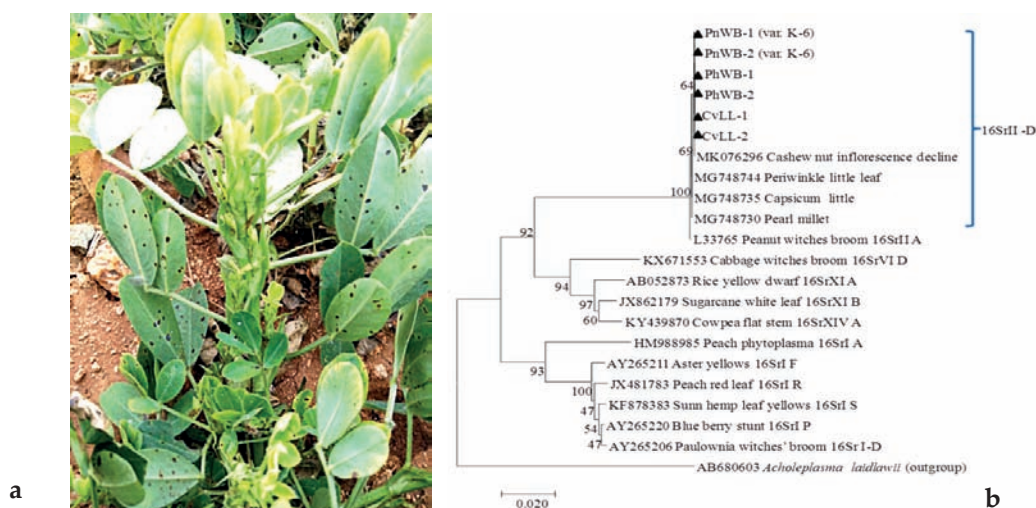 PnWB-1 (var. K-6)
PnWB-2 (var. K-6)
PhWB-1
64
PhWB-2
CvLL-1
16SrII-D
CvLL-2
69
MK076296 Cashew nut inflorescence decline
MG748744 Periwinkle little leaf
100
MG748735 Capsicum little
MG748730 Pearl millet
L33765 Peanut witches broom 16SrII A
92
KX671553 Cabbage witches broom 16SrVI D
94
AB052873 Rice yellow dwarf 16SrXI A
97
JX862179 Sugarcane white leaf 16SrXI B
60
KY439870 Cowpea flat stem 16SrXIV A
HM988985 Peach phytoplasma 16SrI A
93
AY265211 Aster yellows 16SrI F
100
JX481783 Peach red leaf 16SrI R
47
KF878383 Sunn hemp leaf yellows 16SrI S
54
AY265220 Blue berry stunt 16SrI P
47
AY265206 Paulownia witches' broom 16Sr I-D
AB680603 Acholeplasma laidlawii (outgroup)
0.020
a
b